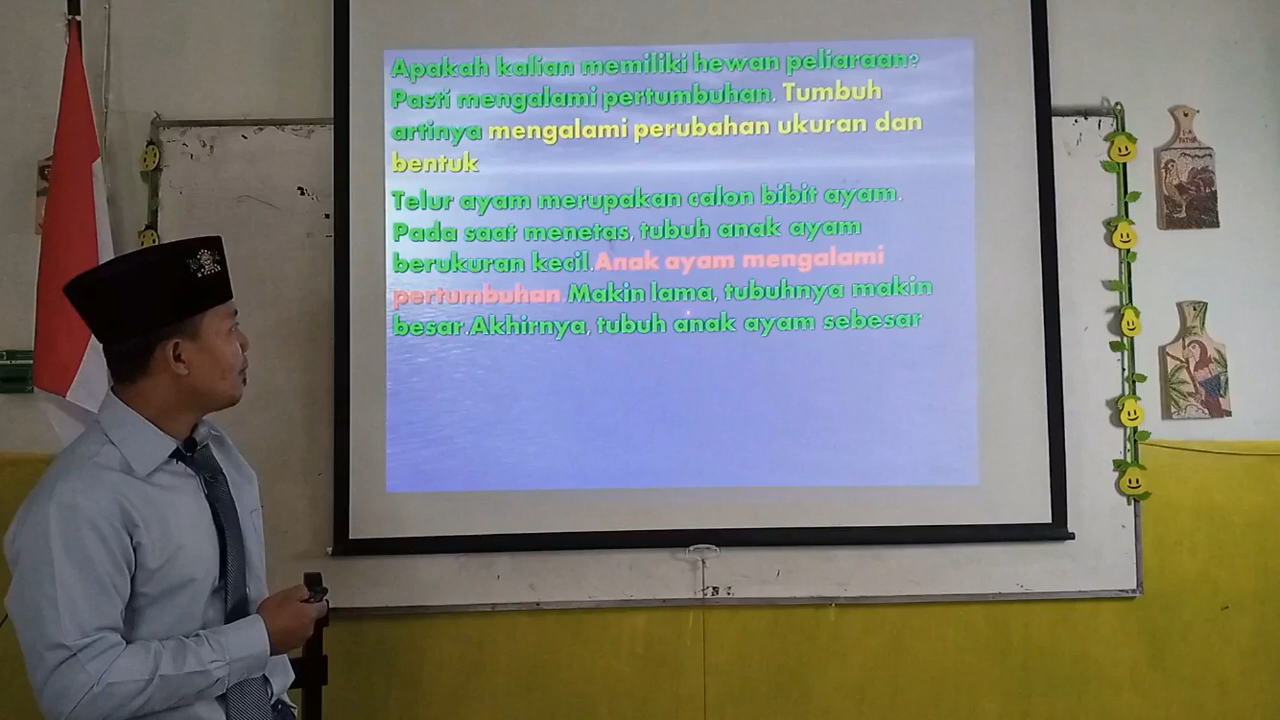 Apakah kalian memiliki hewan peliaraan?
Pasti mengalami pertumbuhan. Tumbuh
artinya mengalami perubahan ukuran dan
bentuk
Telur ayam merupakan calon bibit ayam.
Pada saat menetas, tubuh anak ayam
berukuran kecil.Anak ayam mengalami
pertumbuhan.Makin lama, tubuhnya makin
besar.Akhirnya, tubuh anak ayam sebesar